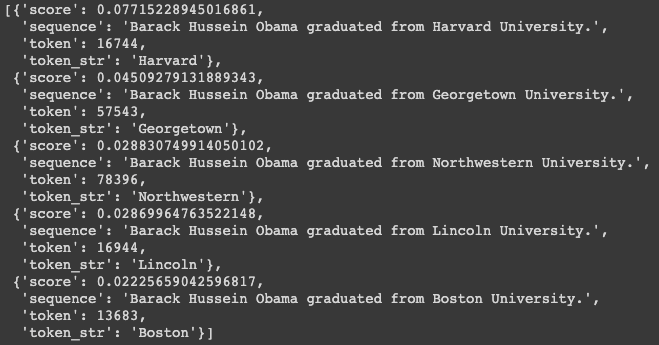 [{'score': 0.07715228945016861,
'sequence': 'Barack Hussein Obama graduated from Harvard University.',
'token': 16744,
'token_str': 'Harvard'},
{'score': 0.04509279131889343,
'sequence': 'Barack Hussein Obama graduated from Georgetown University.',
'token': 57543,
'token_str': 'Georgetown'},
{'score': 0.028830749914050102,
'sequence': 'Barack Hussein Obama graduated from Northwestern University.',
'token': 78396,
'token_str': 'Northwestern'},
{'score': 0.02869964763522148,
'sequence': 'Barack Hussein Obama graduated from Lincoln University.',
'token': 16944,
'token_str': 'Lincoln'},
{'score': 0.02225659042596817,
'sequence': 'Barack Hussein Obama graduated from Boston University.',
'token': 13683,
'token_str': 'Boston'}]